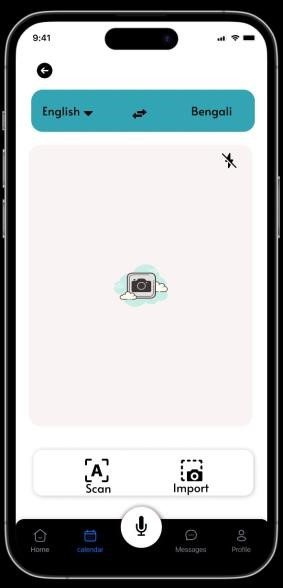 9:41
English Bengali
A
Scan Import
Home calendar Messages Profile